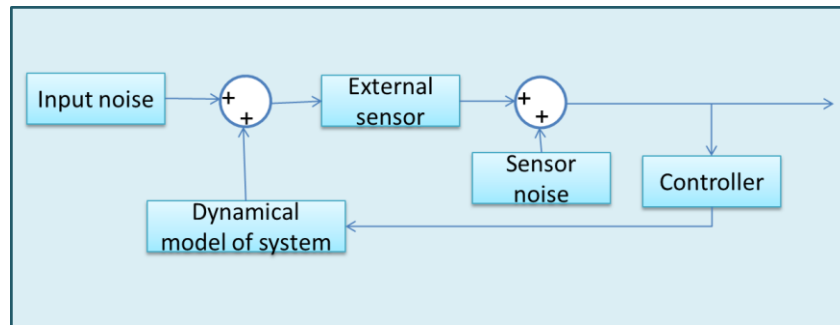 Input noise
+
+
External
sensor
+
+
Sensor
noise
Controller
Dynamical
model of system